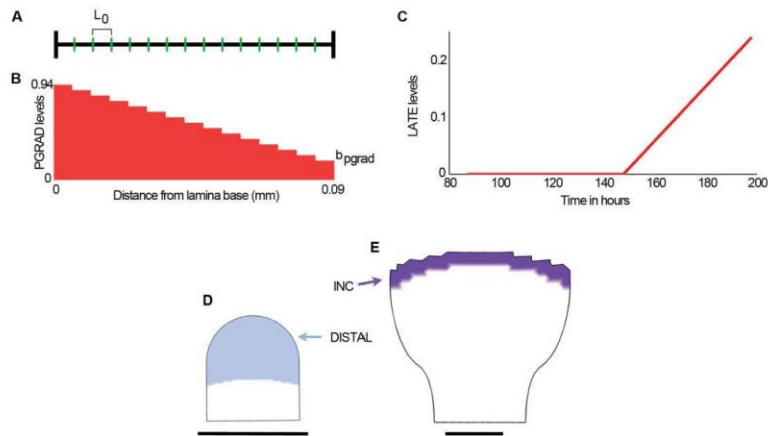 A
L0
B
0.94
PGRAD levels
0
bpgrad
0
0.09
Distance from lamina base (mm)
C
LATE levels
0.2
0.1
0
80
100
120
140
160
180
200
Time in hours
D
DISTAL
E
INC